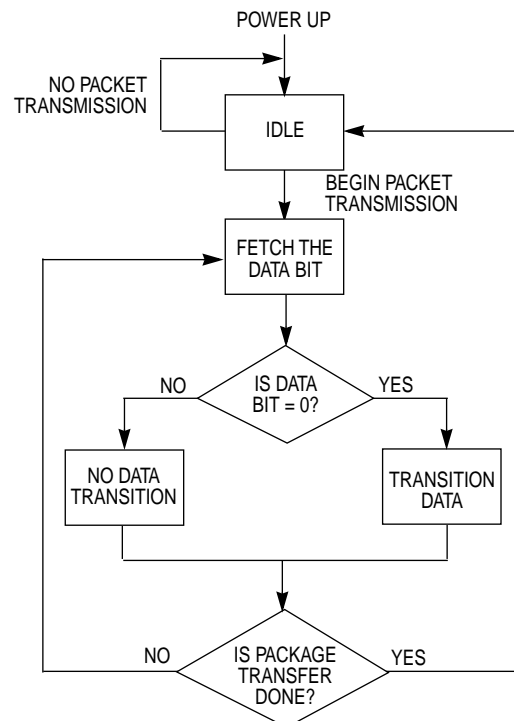 POWER UP
NO PACKET
TRANSMISSION
IDLE
BEGIN PACKET
TRANSMISSION
FETCH THE
DATA BIT
NO
IS DATA
BIT = 0?
YES
NO DATA
TRANSITION
TRANSITION
DATA
NO
IS PACKAGE
TRANSFER
DONE?
YES